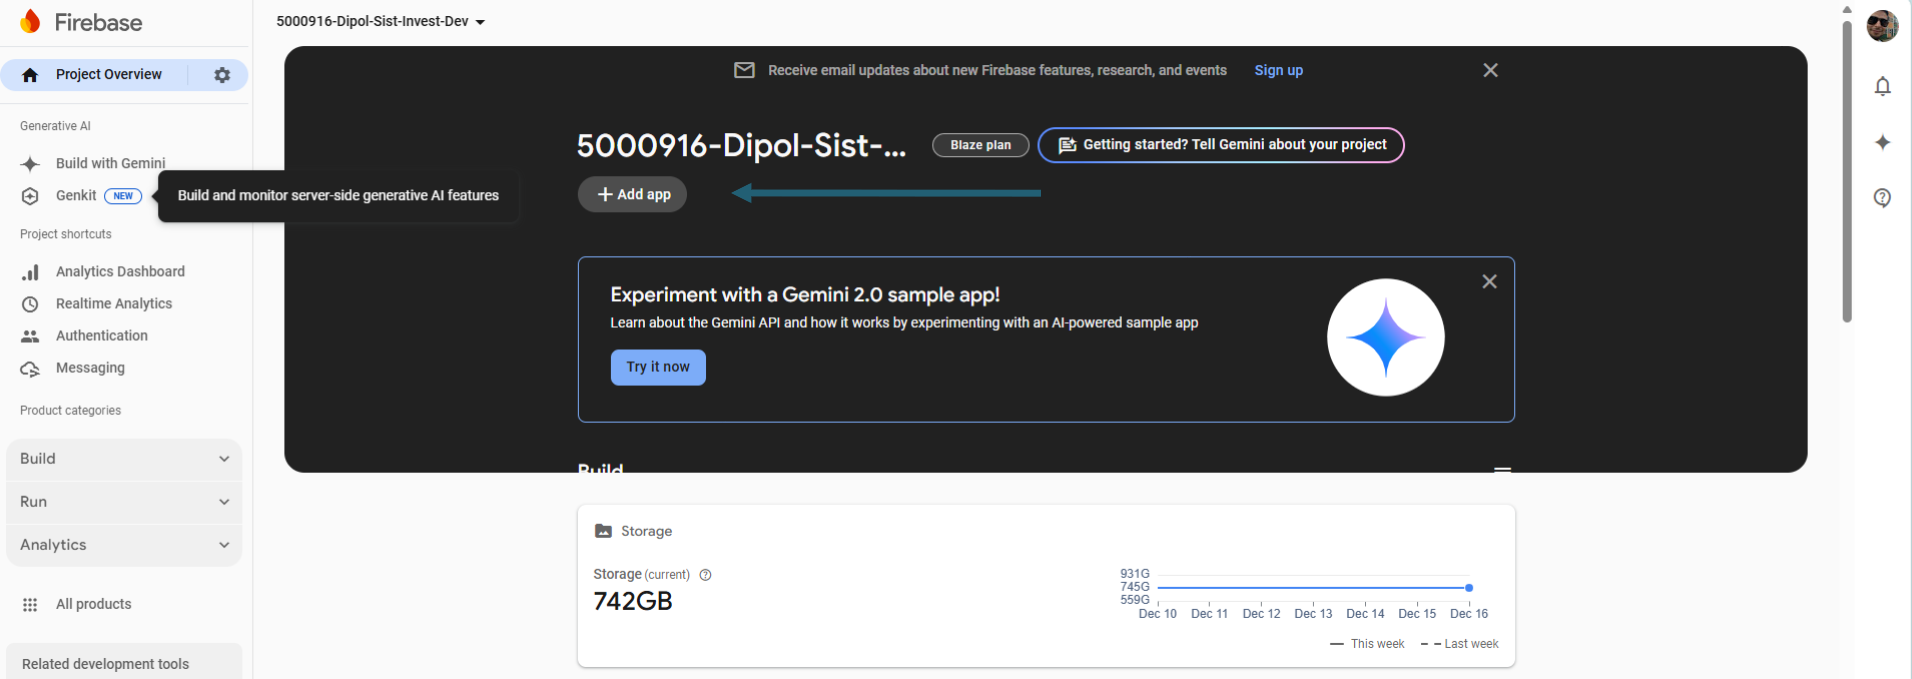 Firebase
5000916-Dipol-Sist-Invest-Dev
Project Overview
Generative AI
Build with Gemini
Genkit NEW
Build and monitor server-side generative AI features
Project shortcuts
Analytics Dashboard
Realtime Analytics
Authentication
Messaging
Product categories
Build
Run
Analytics
All products
Related development tools
Receive email updates about new Firebase features, research, and events Sign up
5000916-Dipol-Sist-... Blaze plan Getting started? Tell Gemini about your project
+ Add app
Experiment with a Gemini 2.0 sample app!
Learn about the Gemini API and how it works by experimenting with an AI-powered sample app
Try it now
Build
Storage
Storage (current)
742GB
931G
745G
559G
Dec 10 Dec 11 Dec 12 Dec 13 Dec 14 Dec 15 Dec 16
This week Last week